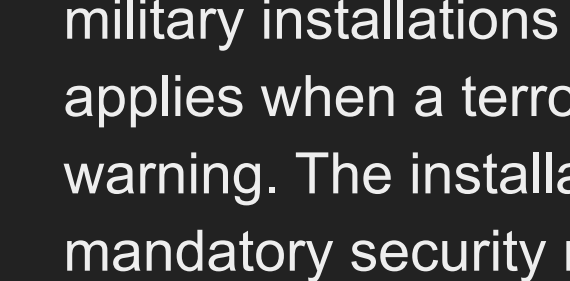 military installations
applies when a terro
warning. The installa
mandatory security